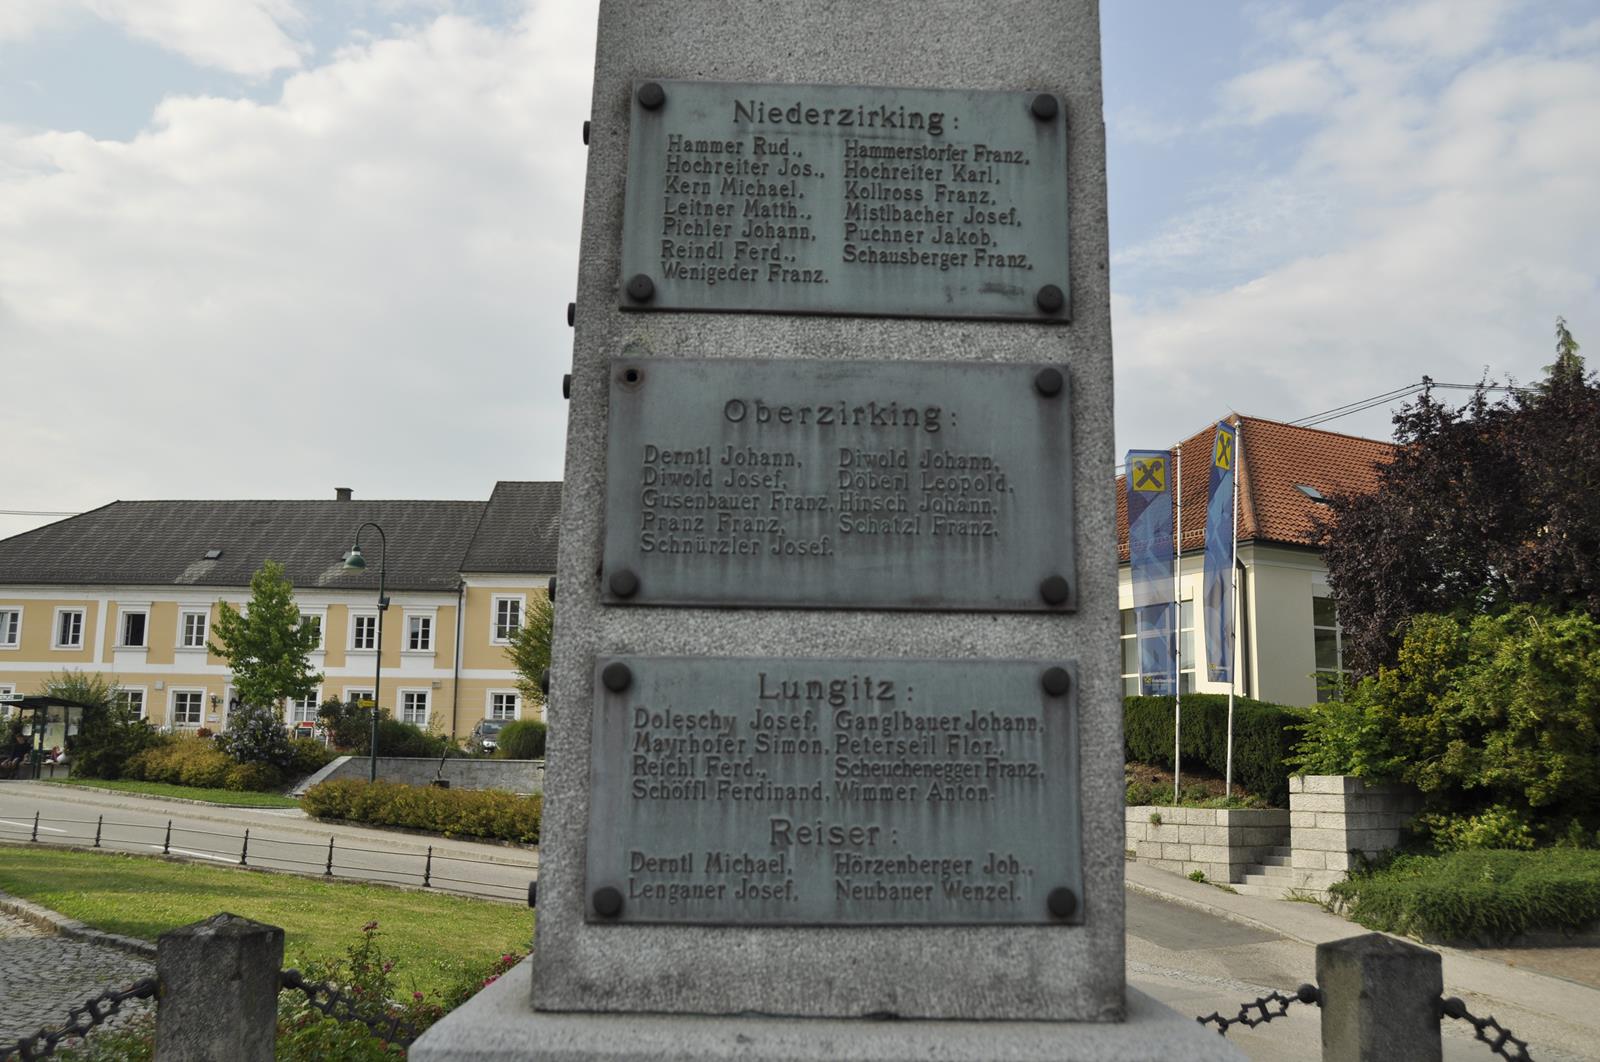 Niederzirking:
Hammer Rud., Hammerstorfer Franz,
Hochreiter Jos., Hochreiter Karl,
Kern Michael, Kollross Franz,
Leitner Matth., Mistlbacher Josef,
Pichler Johann, Puchner Jakob,
Reindl Ferd., Schausberger Franz,
Wenigeder Franz.
Oberzirking:
Derntl Johann, Diwold Johann,
Diwold Josef, Döberl Leopold,
Gusenbauer Franz, Hinsch Johann,
Pranz Franz, Schatzl Franz,
Schnürzler Josef.
Lungitz:
Doleschy Josef, Ganglbauer Johann,
Mayrhofer Simon, Peterseil Flor.,
Reichl Ferd., Scheuchenegger Franz,
Schöffl Ferdinand, Wimmer Anton.
Reiser:
Derntl Michael, Hörzenberger Joh.,
Lengauer Josef, Neubauer Wenzel.